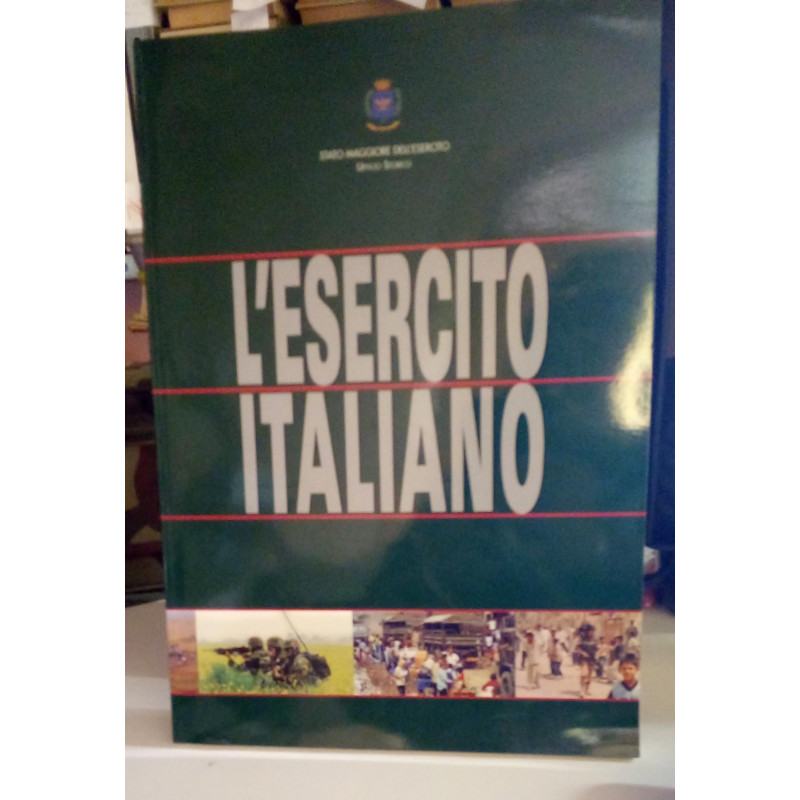 STATO MAGGIORE DELL'ESERCITO
UFFICIO STORICO
L'ESERCITO
ITALIANO